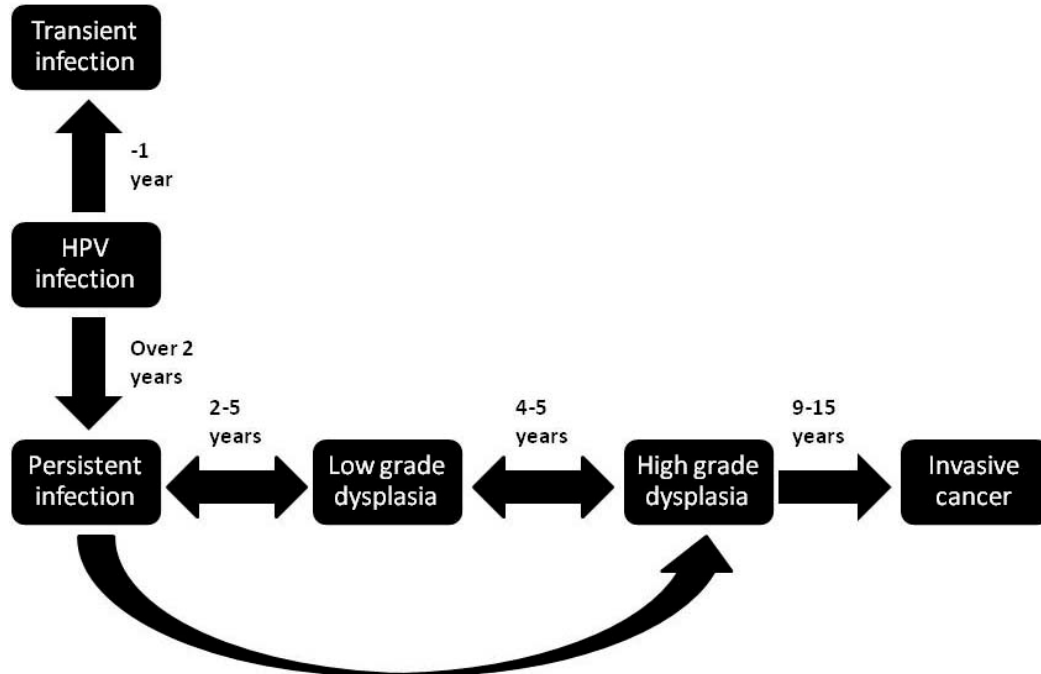 Transient
infection
-1
year
HPV
infection
Over 2
years
2-5
years
4-5
years
9-15
years
Persistent
infection
Low grade
dysplasia
High grade
dysplasia
Invasive
cancer